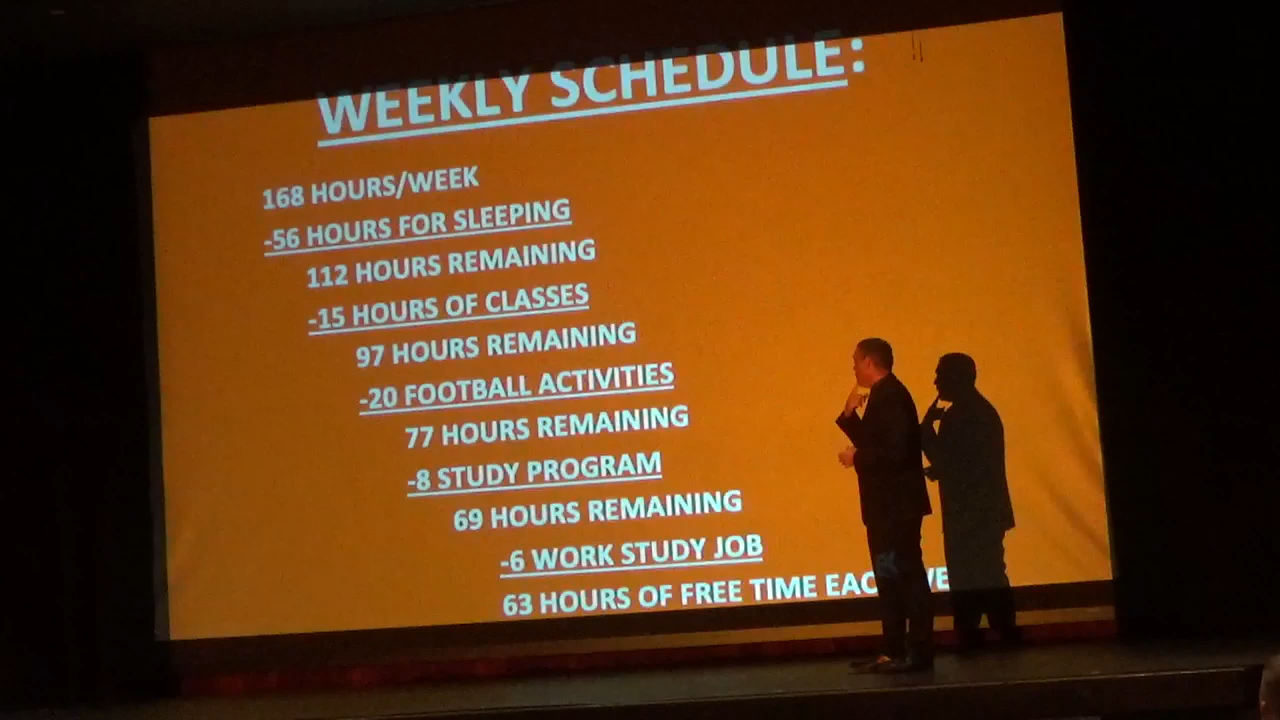 WEEKLY SCHEDULE:
168 HOURS/WEEK
-56 HOURS FOR SLEEPING
112 HOURS REMAINING
-15 HOURS OF CLASSES
97 HOURS REMAINING
-20 FOOTBALL ACTIVITIES
77 HOURS REMAINING
-8 STUDY PROGRAM
69 HOURS REMAINING
-6 WORK STUDY JOB
63 HOURS OF FREE TIME